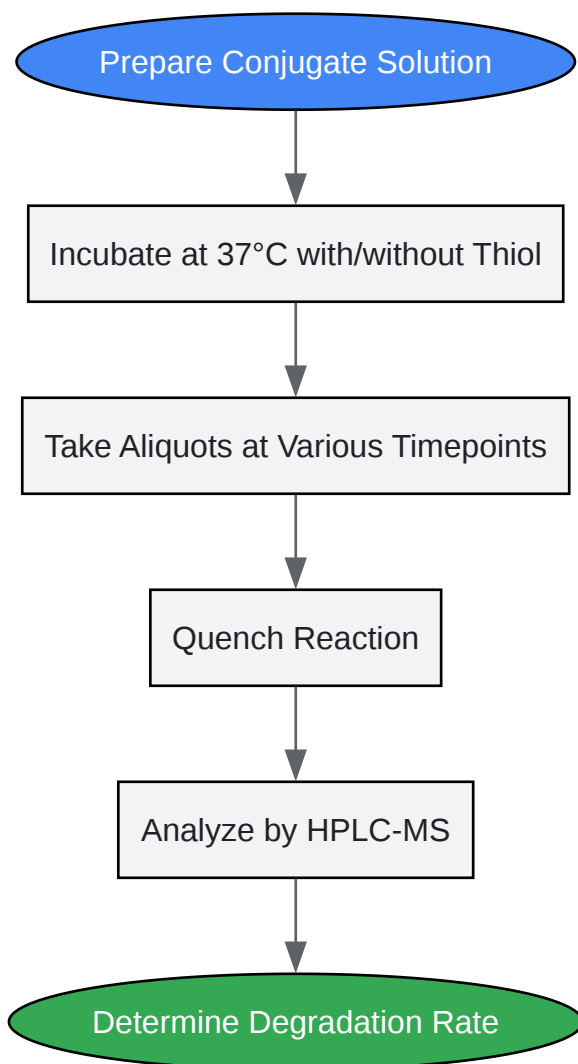 Prepare Conjugate Solution
Incubate at 37°C with/without Thiol
Take Aliquots at Various Timepoints
Quench Reaction
Analyze by HPLC-MS
Determine Degradation Rate